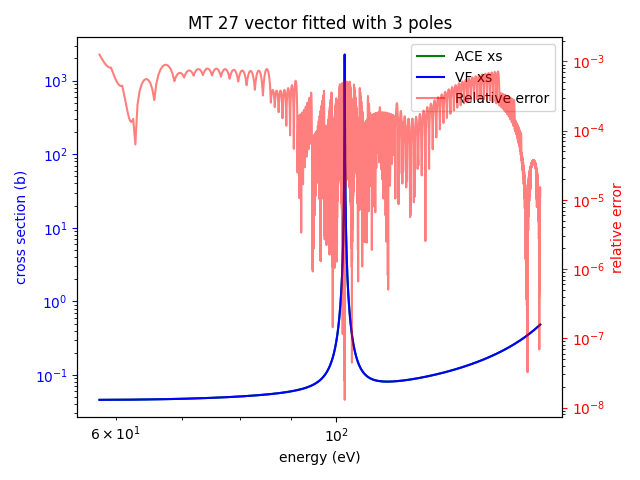 MT 27 vector fitted with 3 poles
ACE xs
VF xs
Relative error
10³
10²
10¹
10⁰
10⁻¹
cross section (b)
10⁻³
10⁻⁴
10⁻⁵
10⁻⁶
10⁻⁷
10⁻⁸
relative error
6 × 10¹
10²
energy (eV)